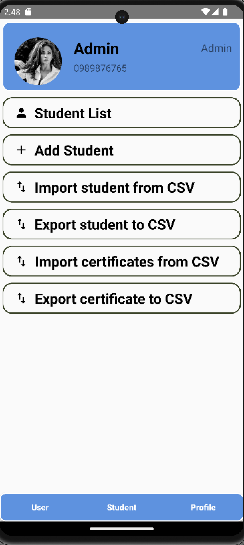 2:48
Admin
Admin
0989876765
Student List
Add Student
Import student from CSV
Export student to CSV
Import certificates from CSV
Export certificate to CSV
User Student Profile